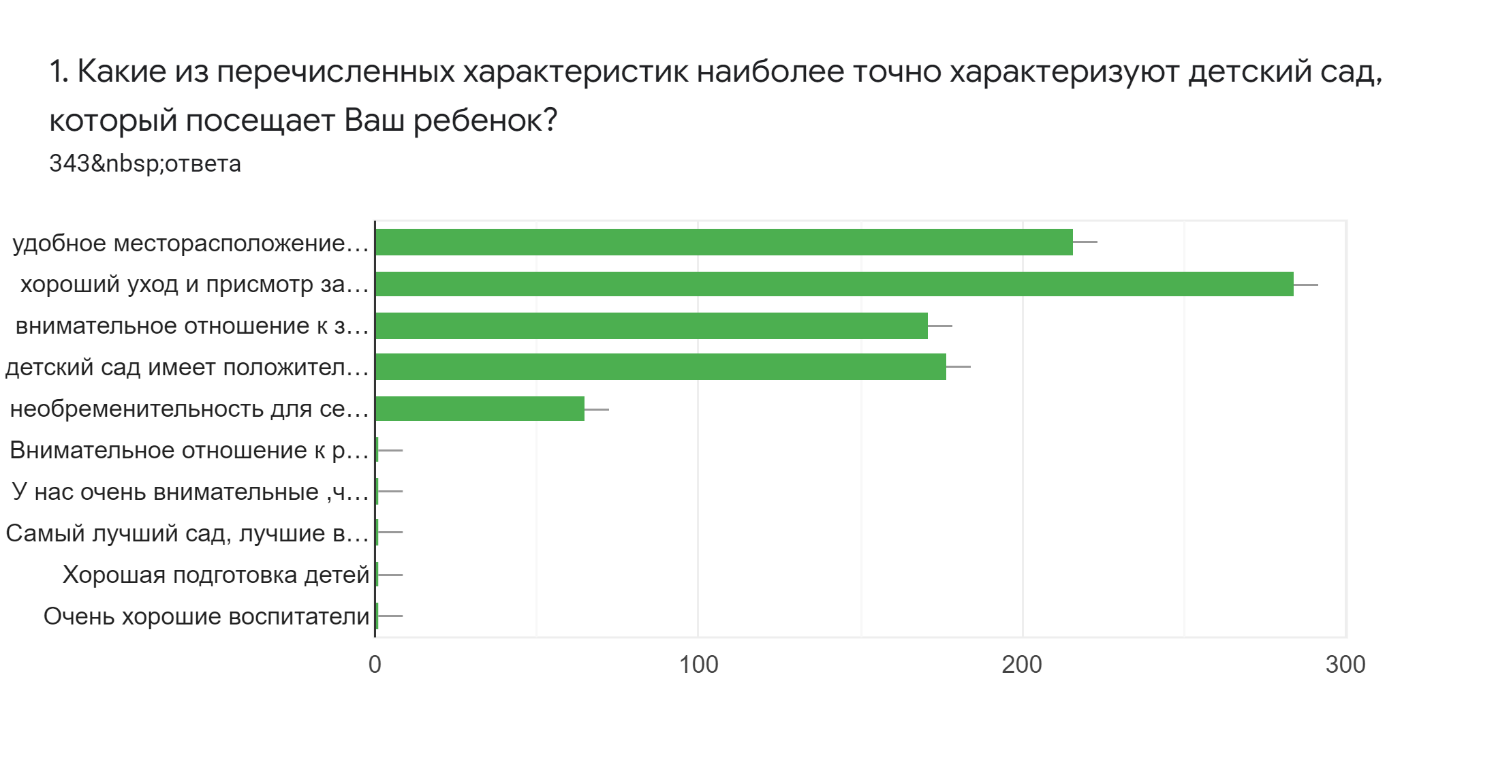 1. Какие из перечисленных характеристик наиболее точно характеризуют детский сад,
который посещает Ваш ребенок?
343&nbsp;ответа
удобное месторасположение…
хороший уход и присмотр за…
внимательное отношение к з…
детский сад имеет положител…
необременительность для се…
Внимательное отношение к р…
У нас очень внимательные ,ч…
Самый лучший сад, лучшие в…
Хорошая подготовка детей
Очень хорошие воспитатели
0 100 200 300